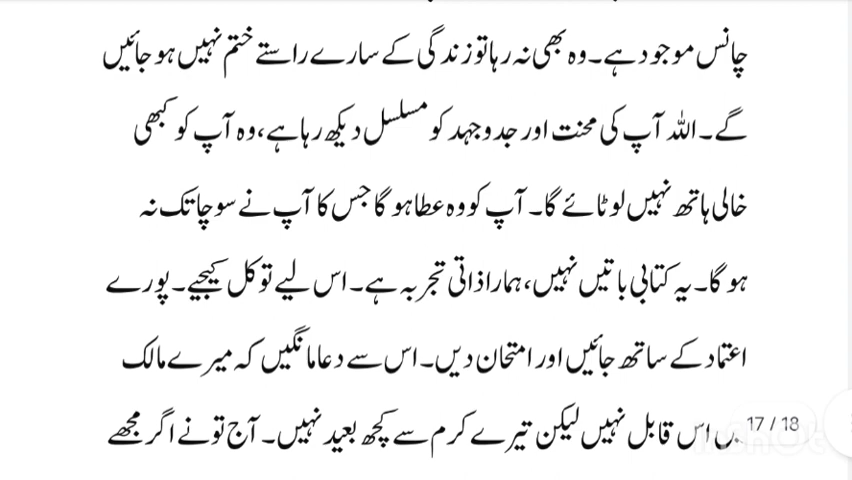 چانس موجود ہے۔ وہ بھی نہ رہا تو زندگی کے سارے راستے ختم نہیں ہو جائیں
گے۔ اللہ آپ کی محنت اور جدوجہد کو مسلسل دیکھ رہا ہے، وہ آپ کو کبھی
خالی ہاتھ نہیں لوٹائے گا۔ آپ کو وہ عطا ہو گا جس کا آپ نے سوچا تک نہ
ہو گا۔ یہ کتابی باتیں نہیں، ہمارا ذاتی تجربہ ہے۔ اس لیے توکل کیجیے۔ پورے
اعتماد کے ساتھ جائیں اور امتحان دیں۔ اس سے دعا مانگیں کہ میرے مالک
اس قابل نہیں لیکن تیرے کرم سے کچھ بعید نہیں۔ آج تو نے اگر مجھے
17 / 18